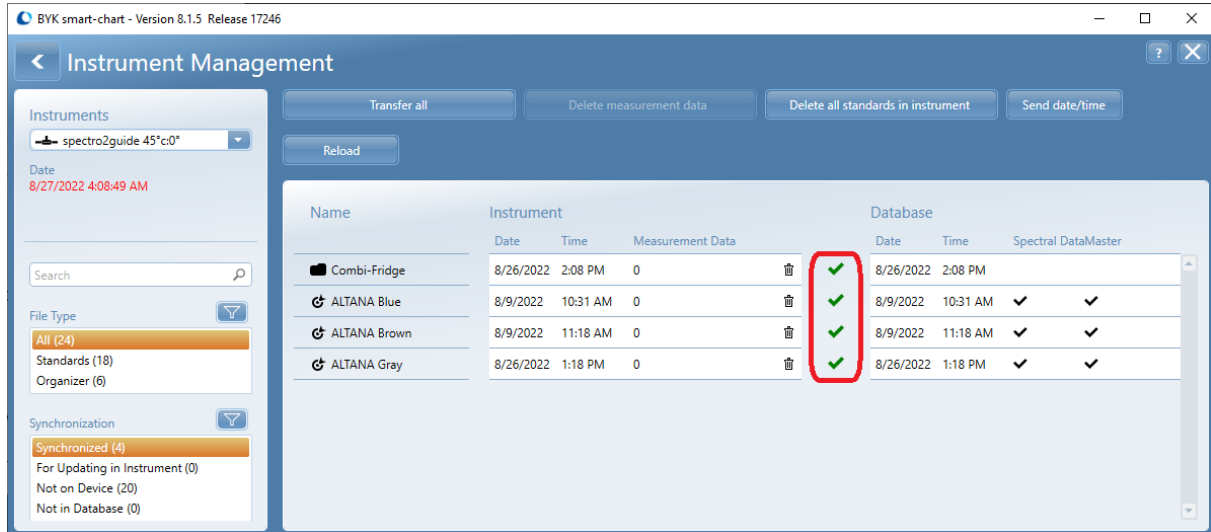 BYK smart-chart - Version 8.1.5 Release 17246
Instrument Management
?
Instruments
spectro2guide 45°c:0°
Date
8/27/2022 4:08:49 AM
Search
File Type
All (24)
Standards (18)
Organizer (6)
Synchronization
Synchronized (4)
For Updating in Instrument (0)
Not on Device (20)
Not in Database (0)
Transfer all Delete measurement data Delete all standards in instrument Send date/time
Reload
Name Instrument Database
Date Time Measurement Data Date Time Spectral DataMaster
Combi-Fridge 8/26/2022 2:08 PM 0 8/26/2022 2:08 PM
ALTANA Blue 8/9/2022 10:31 AM 0 8/9/2022 10:31 AM
ALTANA Brown 8/9/2022 11:18 AM 0 8/9/2022 11:18 AM
ALTANA Gray 8/26/2022 1:18 PM 0 8/26/2022 1:18 PM